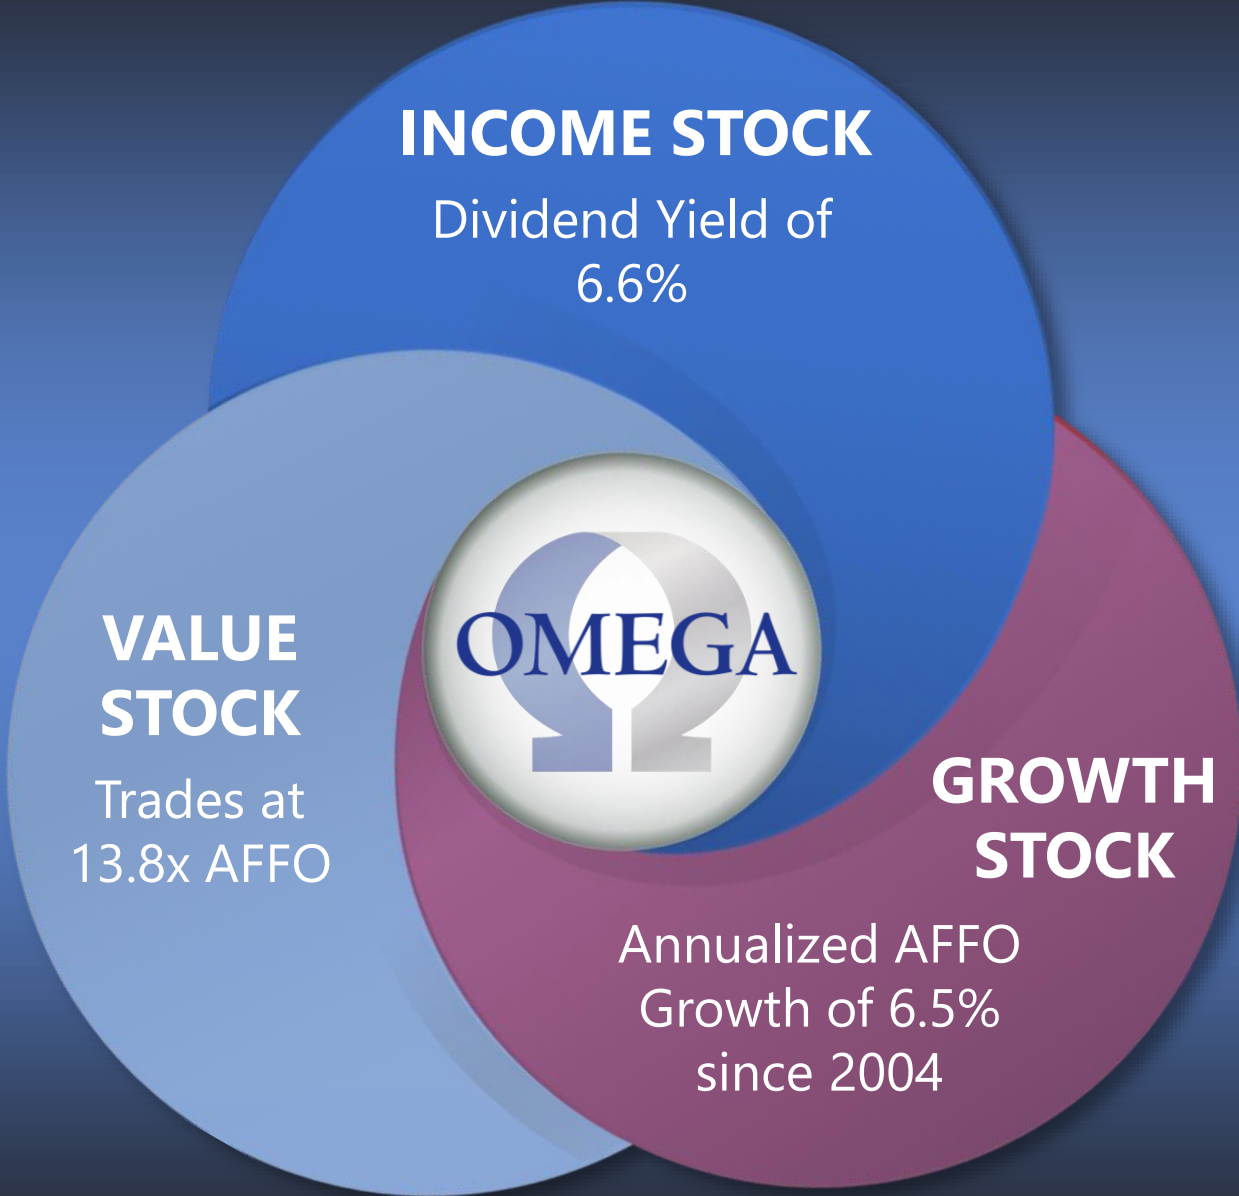 INCOME STOCK
Dividend Yield of
6.6%
OMEGA
VALUE
STOCK
Trades at
13.8x AFFO
GROWTH
STOCK
Annualized AFFO
Growth of 6.5%
since 2004